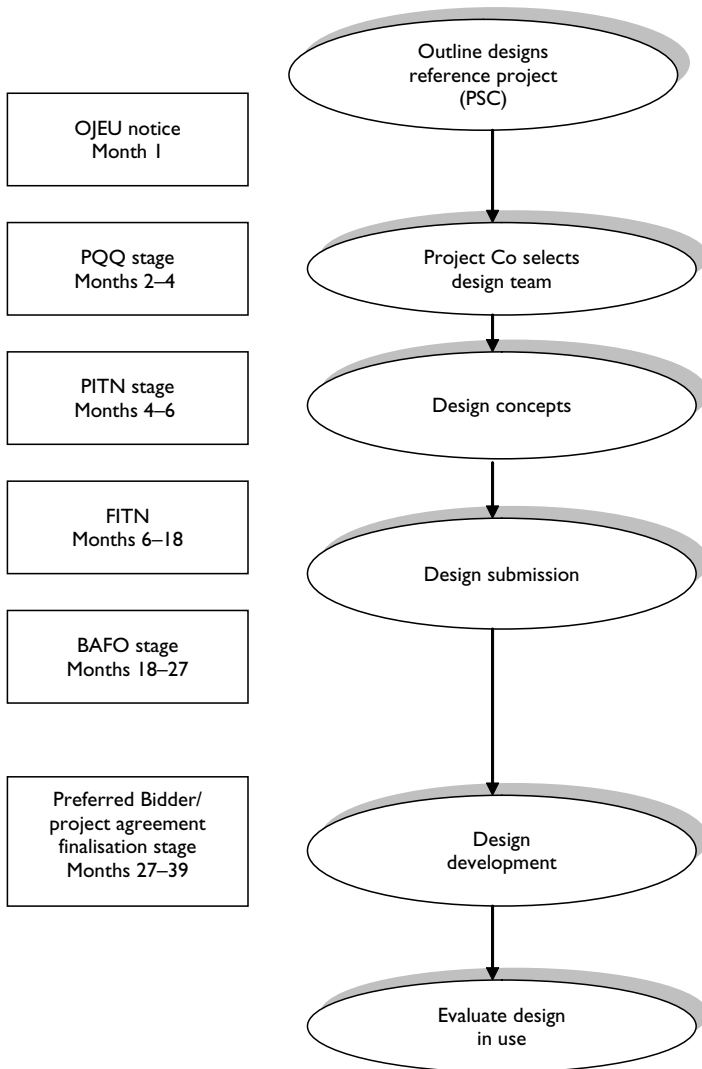 Outline designs
reference project
(PSC)
OJEU notice
Month 1
PQQ stage
Months 2–4
Project Co selects
design team
PITN stage
Months 4–6
Design concepts
FITN
Months 6–18
Design submission
BAFO stage
Months 18–27
Preferred Bidder/
project agreement
finalisation stage
Months 27–39
Design
development
Evaluate design
in use